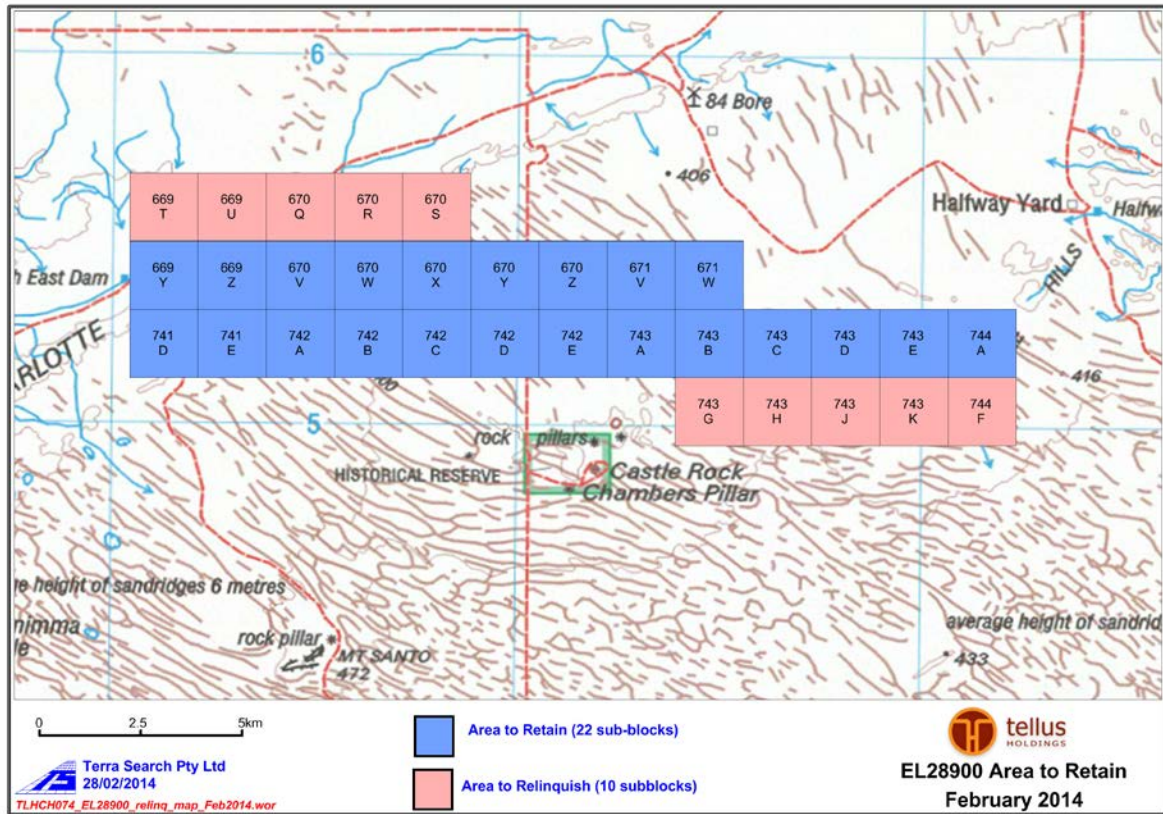 6
84 Bore
406
Halfway Yard
Halfw
HILLS
669 T
669 U
670 Q
670 R
670 S
h East Dam
669 Y
669 Z
670 V
670 W
670 X
670 Y
670 Z
671 V
671 W
ARLOTTE
741 D
741 E
742 A
742 B
742 C
742 D
742 E
743 A
743 B
743 C
743 D
743 E
744 A
416
743 G
743 H
743 J
743 K
744 F
5
rock pillars
HISTORICAL RESERVE
Castle Rock
Chambers Pillar
ge height of sandridges 6 metres
nimma
le
rock pillar
MT SANTO
472
average height of sandrid
433
0 2.5 5km
Terra Search Pty Ltd
28/02/2014
TLHCH074_EL28900_relinq_map_Feb2014.wor
Area to Retain (22 sub-blocks)
Area to Relinquish (10 subblocks)
tellus
HOLDINGS
EL28900 Area to Retain
February 2014